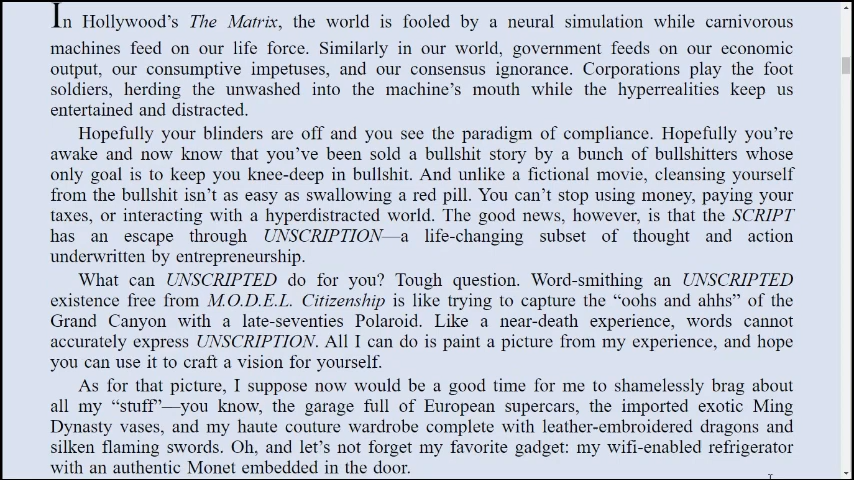 In Hollywood’s The Matrix, the world is fooled by a neural simulation while carnivorous
machines feed on our life force. Similarly in our world, government feeds on our economic
output, our consumptive impetuses, and our consensus ignorance. Corporations play the foot
soldiers, herding the unwashed into the machine’s mouth while the hyperrealities keep us
entertained and distracted.
Hopefully your blinders are off and you see the paradigm of compliance. Hopefully you’re
awake and now know that you’ve been sold a bullshit story by a bunch of bullshitters whose
only goal is to keep you knee-deep in bullshit. And unlike a fictional movie, cleansing yourself
from the bullshit isn’t as easy as swallowing a red pill. You can’t stop using money, paying your
taxes, or interacting with a hyperdistracted world. The good news, however, is that the SCRIPT
has an escape through UNSCRIPTION—a life-changing subset of thought and action
underwritten by entrepreneurship.
What can UNSCRIPTED do for you? Tough question. Word-smithing an UNSCRIPTED
existence free from M.O.D.E.L. Citizenship is like trying to capture the “oohs and ahhs” of the
Grand Canyon with a late-seventies Polaroid. Like a near-death experience, words cannot
accurately express UNSCRIPTION. All I can do is paint a picture from my experience, and hope
you can use it to craft a vision for yourself.
As for that picture, I suppose now would be a good time for me to shamelessly brag about
all my “stuff”—you know, the garage full of European supercars, the imported exotic Ming
Dynasty vases, and my haute couture wardrobe complete with leather-embroidered dragons and
silken flaming swords. Oh, and let’s not forget my favorite gadget: my wifi-enabled refrigerator
with an authentic Monet embedded in the door.